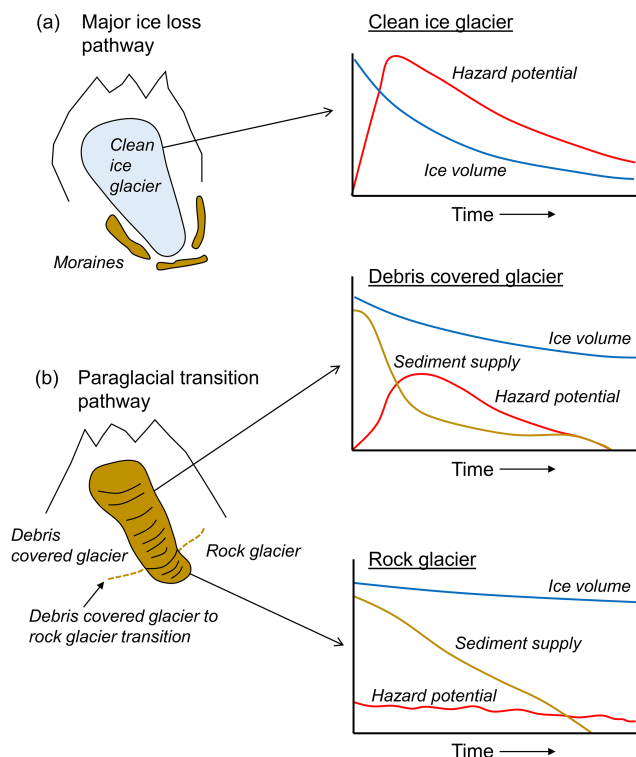 (a) Major ice loss
pathway
Clean
ice
glacier
Moraines
Clean ice glacier
Hazard potential
Ice volume
Time
(b) Paraglacial transition
pathway
Debris
covered glacier
Rock glacier
Debris covered glacier to
rock glacier transition
Debris covered glacier
Ice volume
Sediment supply
Hazard potential
Time
Rock glacier
Ice volume
Sediment supply
Hazard potential
Time